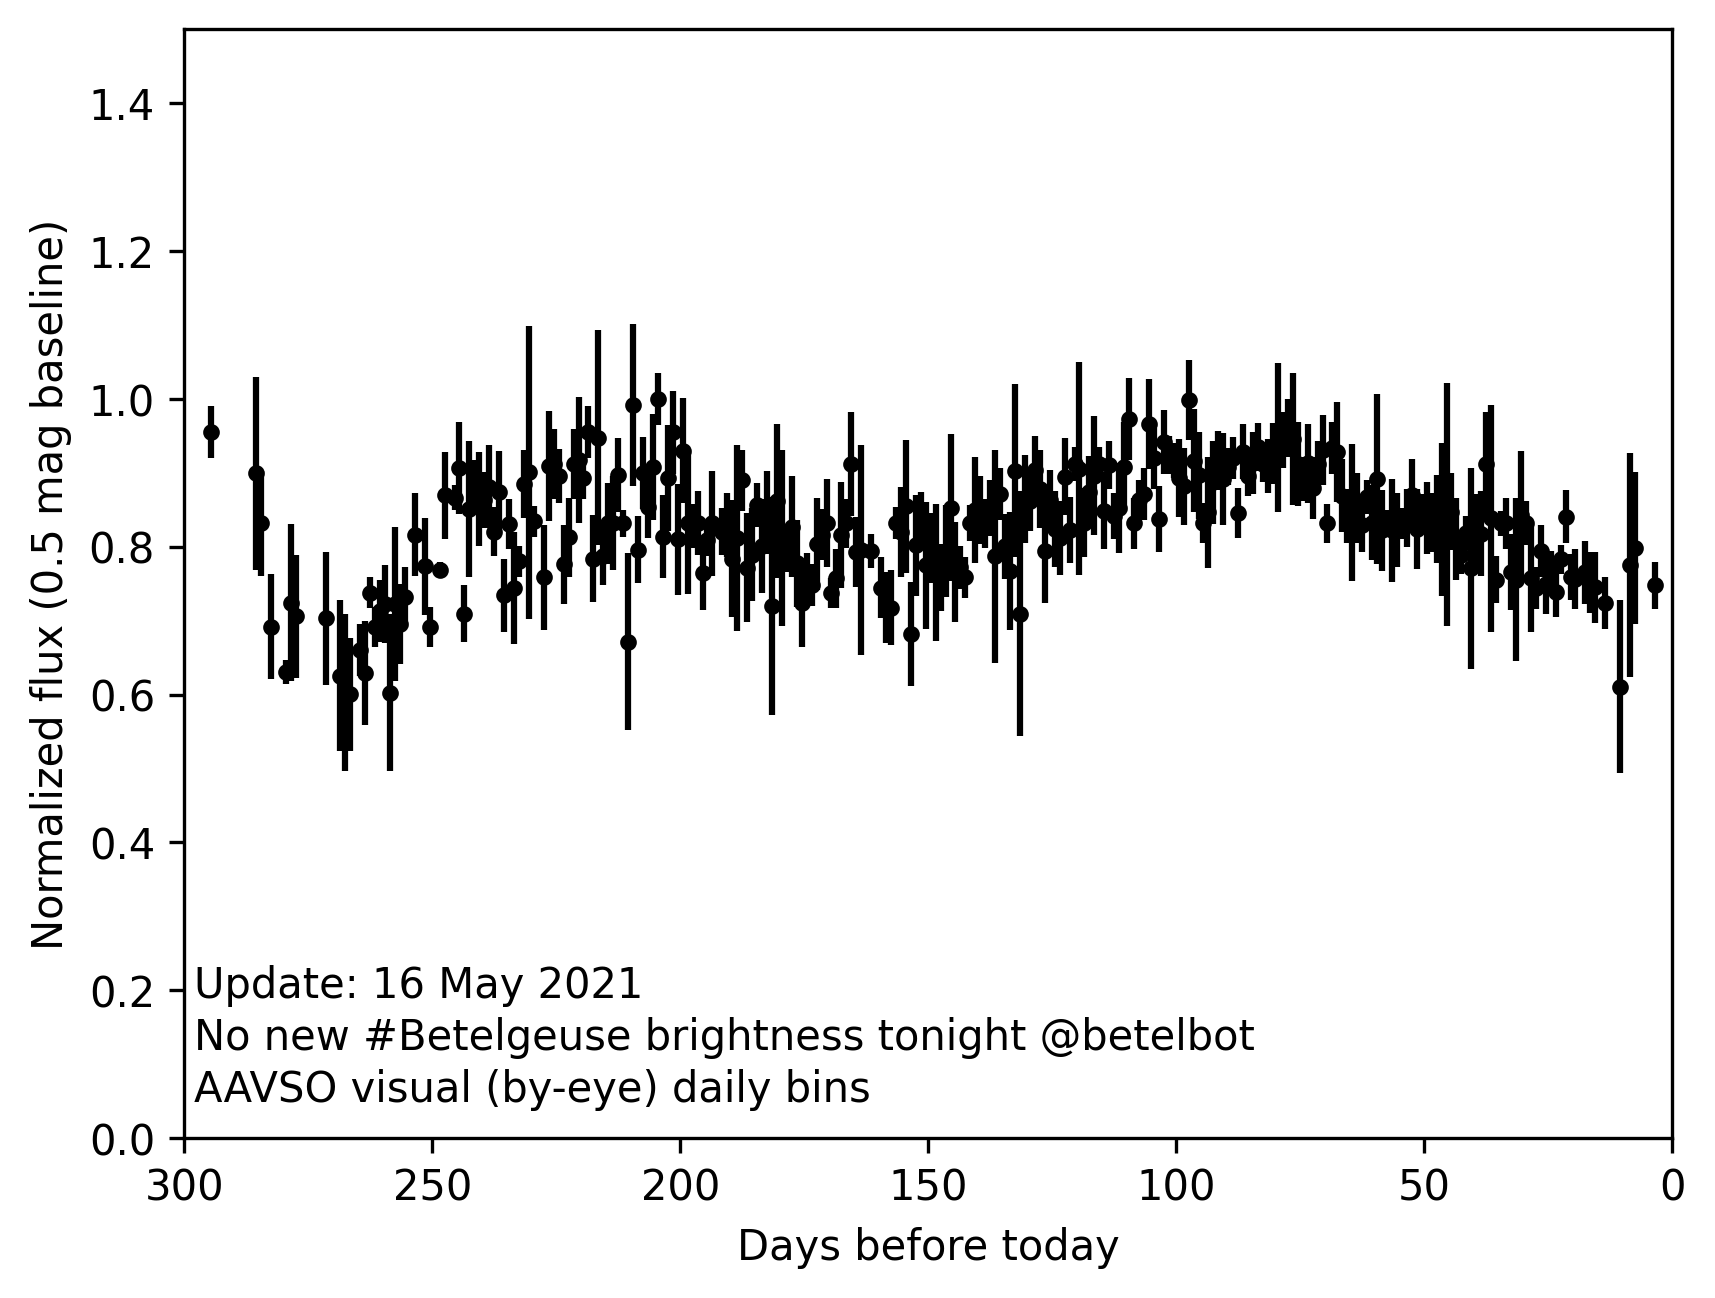 1.4
1.2
1.0
0.8
0.6
0.4
0.2
0.0
Normalized flux (0.5 mag baseline)
Update: 16 May 2021
No new #Betelgeuse brightness tonight @betelbot
AAVSO visual (by-eye) daily bins
300 250 200 150 100 50 0
Days before today